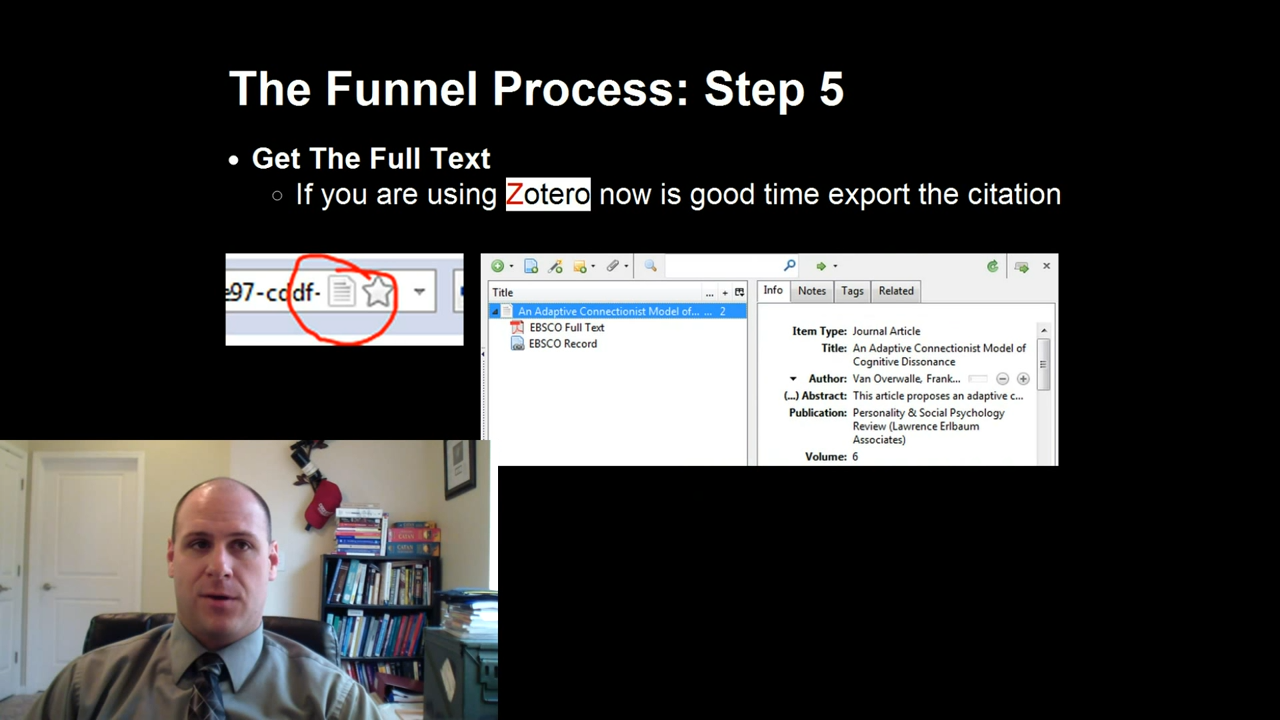 The Funnel Process: Step 5
• Get The Full Text
○ If you are using Zotero now is good time export the citation
97-cddf-
Title ...
An Adaptive Connectionist Model of... ... 2
EBSCO Full Text
EBSCO Record
Info Notes Tags Related
Item Type: Journal Article
Title: An Adaptive Connectionist Model of
Cognitive Dissonance
Author: Van Overwalle, Frank...
(...) Abstract: This article proposes an adaptive c...
Publication: Personality & Social Psychology
Review (Lawrence Erlbaum
Associates)
Volume: 6